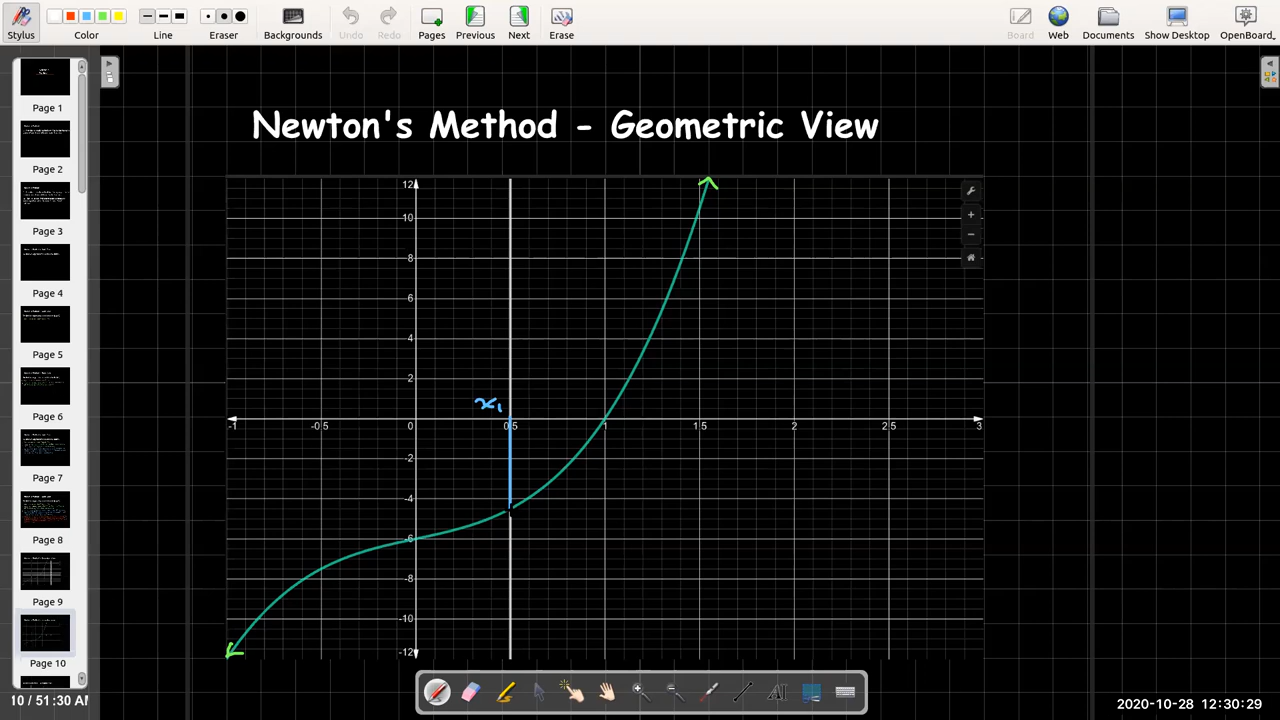 Stylus
Color
Line
Eraser
Backgrounds
Undo
Redo
Pages
Previous
Next
Erase
Board
Web
Documents
Show Desktop
OpenBoard
Page 1
Page 2
Page 3
Page 4
Page 5
Page 6
Page 7
Page 8
Page 9
Page 10
Newton's Method - Geometric View
12
10
8
6
4
2
x₁
-1
-0 5
0
0 5
1
1 5
2
2 5
3
-2
-4
-6
-8
-10
-12
10 / 51:30 AM
2020-10-28 12:30:29